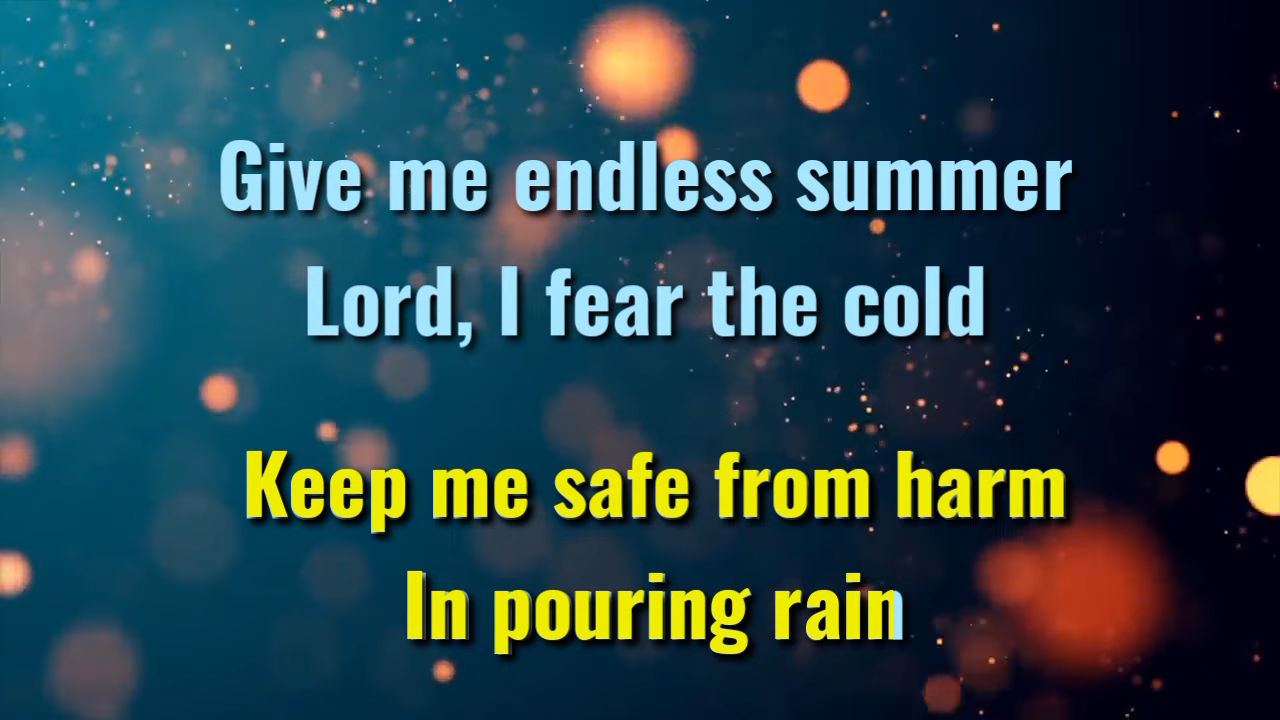 Give me endless summer
Lord, I fear the cold
Keep me safe from harm
In pouring rain